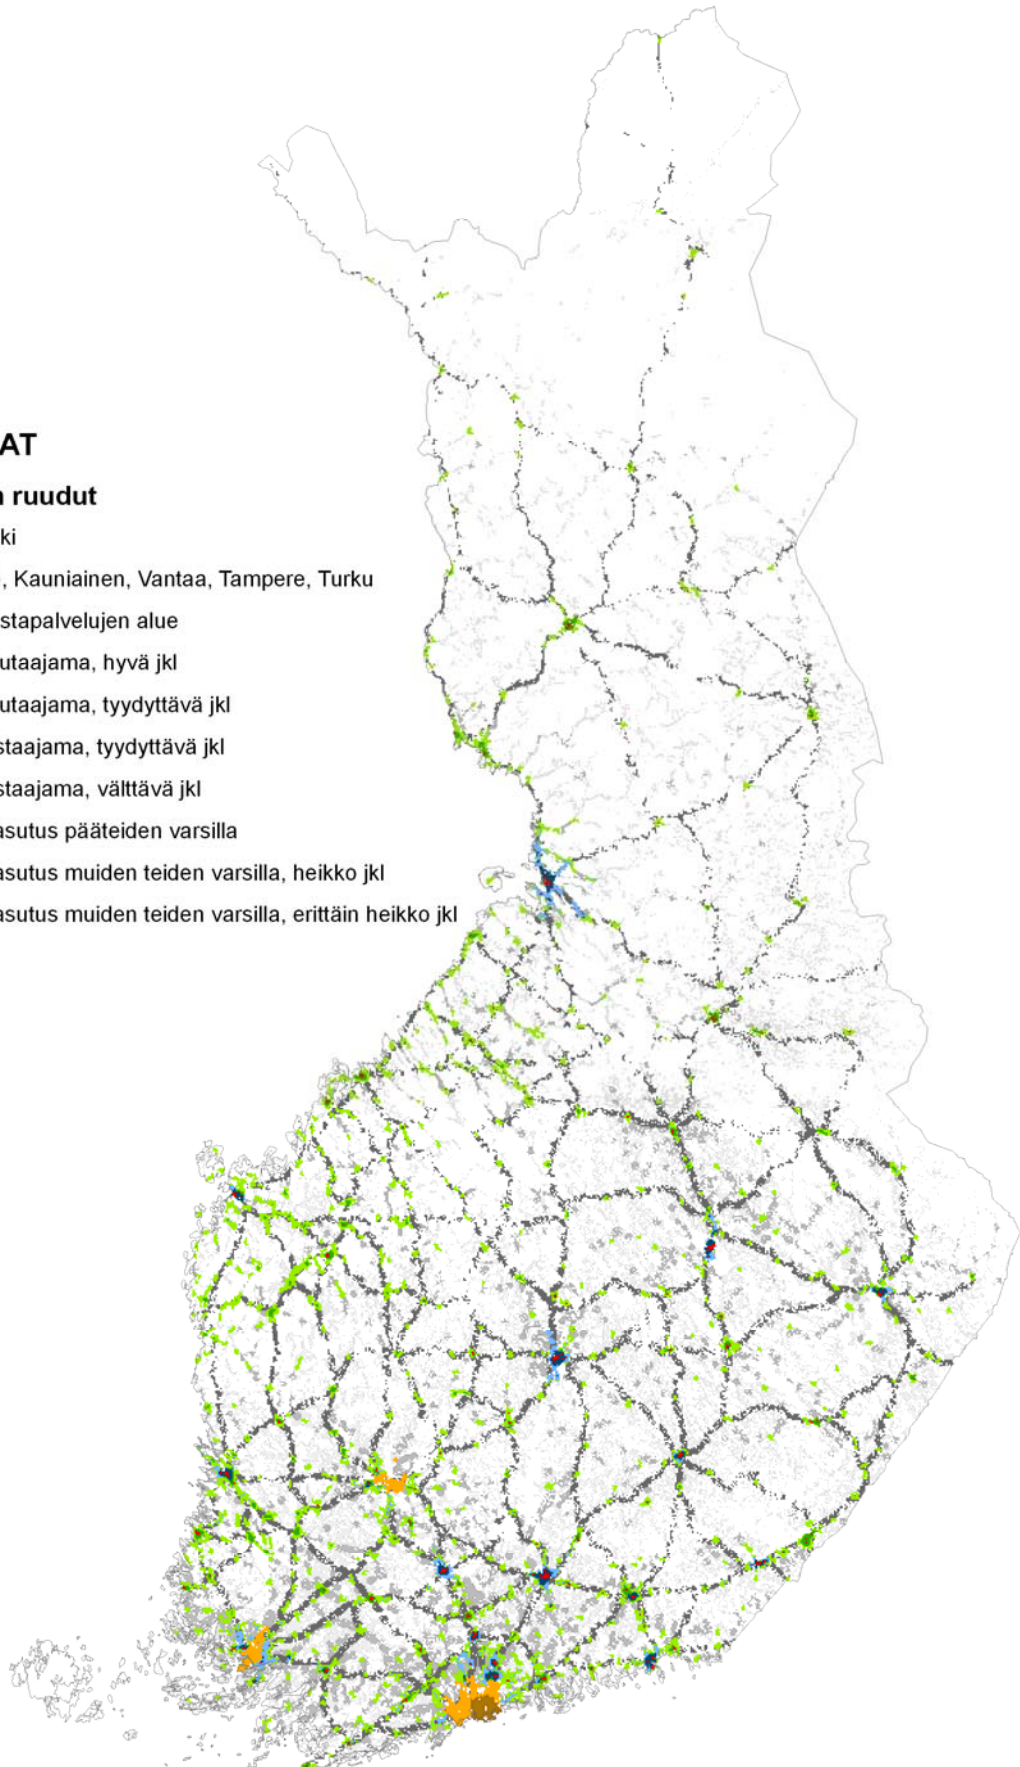 AT
ruudut
ki
, Kauniainen, Vantaa, Tampere, Turku
stapalvelujen alue
utaajama, hyvä jkl
utaajama, tyydyttävä jkl
staajama, tyydyttävä jkl
staajama, välttävä jkl
asutus pääteiden varsilla
asutus muiden teiden varsilla, heikko jkl
asutus muiden teiden varsilla, erittäin heikko jkl